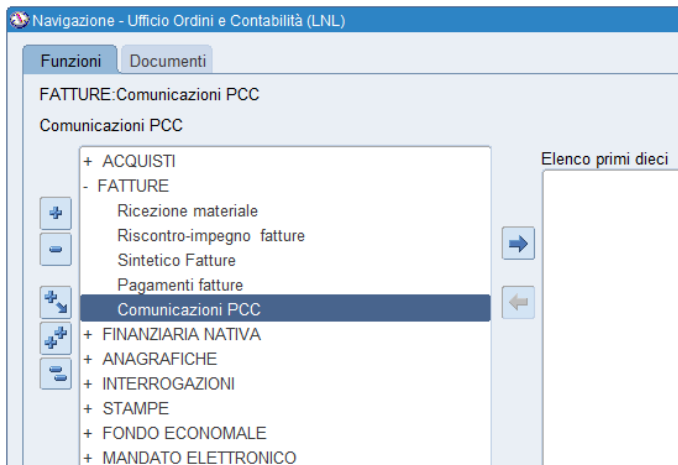 Navigazione - Ufficio Ordini e Contabilità (LNL)
Funzioni Documenti
FATTURE:Comunicazioni PCC
Comunicazioni PCC
Elenco primi dieci
+ ACQUISTI
- FATTURE
Ricezione materiale
Riscontro-impegno fatture
Sintetico Fatture
Pagamenti fatture
Comunicazioni PCC
+ FINANZIARIA NATIVA
+ ANAGRAFICHE
+ INTERROGAZIONI
+ STAMPE
+ FONDO ECONOMALE
+ MANDATO ELETTRONICO